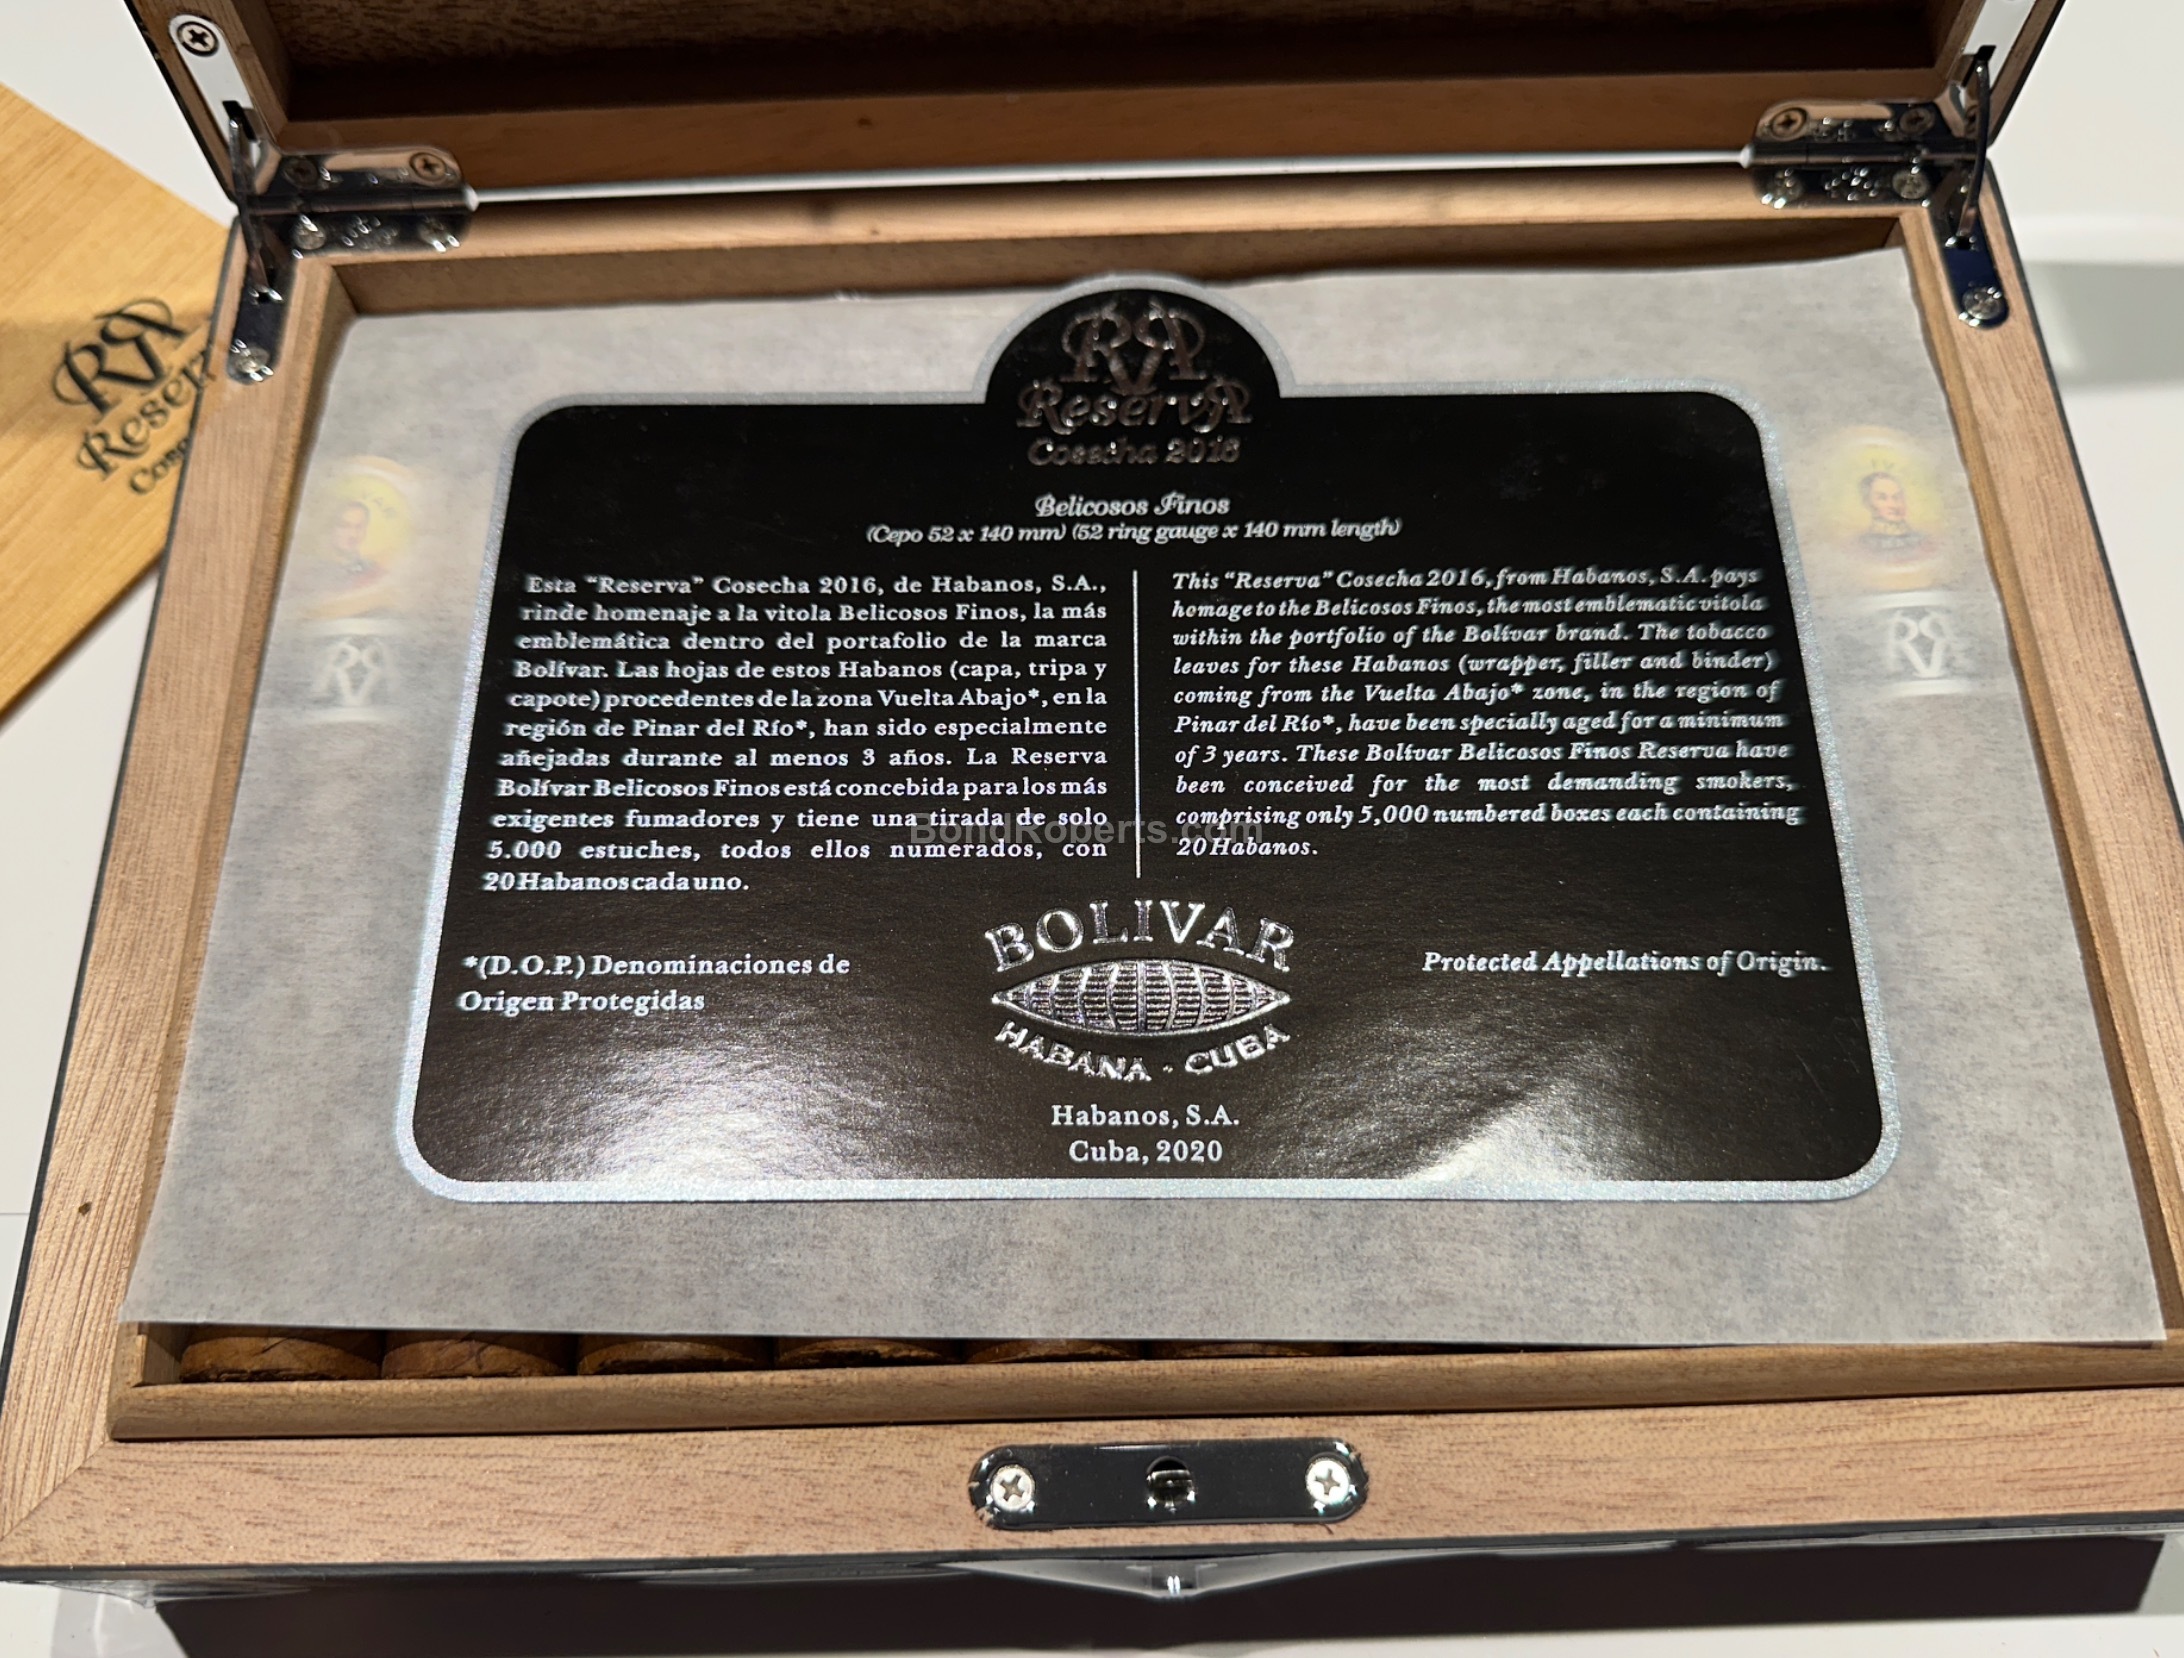 Reserva
Cosecha 2016
Belicosos Finos
(Cepo 52 x 140 mm) (52 ring gauge x 140 mm length)
Esta “Reserva” Cosecha 2016, de Habanos, S.A.,
rinde homenaje a la vitola Belicosos Finos, la más
emblemática dentro del portafolio de la marca
Bolívar. Las hojas de estos Habanos (capa, tripa y
capote) procedentes de la zona Vuelta Abajo*, en la
región de Pinar del Río*, han sido especialmente
añejadas durante al menos 3 años. La Reserva
Bolívar Belicosos Finos está concebida para los más
exigentes fumadores y tiene una tirada de solo
5.000 estuches, todos ellos numerados, con
20 Habanos cada uno.
This “Reserva” Cosecha 2016, from Habanos, S.A. pays
homage to the Belicosos Finos, the most emblematic vitola
within the portfolio of the Bolívar brand. The tobacco
leaves for these Habanos (wrapper, filler and binder)
coming from the Vuelta Abajo* zone, in the region of
Pinar del Río*, have been specially aged for a minimum
of 3 years. These Bolívar Belicosos Finos Reserva have
been conceived for the most demanding smokers,
comprising only 5,000 numbered boxes each containing
20 Habanos.
BondRoberts.com
*(D.O.P.) Denominaciones de
Origen Protegidas
Protected Appellations of Origin.
BOLIVAR
HABANA · CUBA
Habanos, S.A.
Cuba, 2020